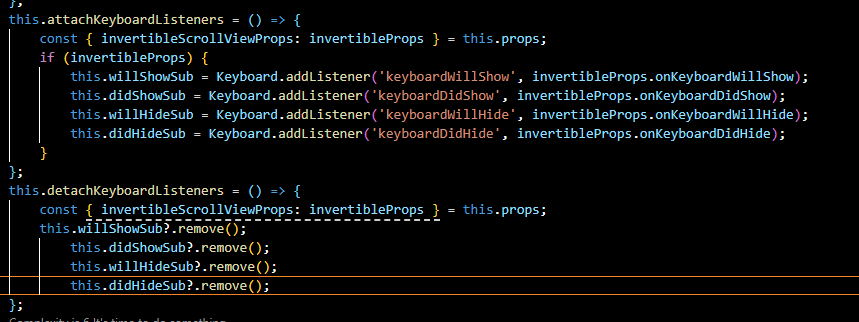 };
this.attachKeyboardListeners = () => {
    const { invertibleScrollViewProps: invertibleProps } = this.props;
    if (invertibleProps) {
        this.willShowSub = Keyboard.addListener('keyboardWillShow', invertibleProps.onKeyboardWillShow);
        this.didShowSub = Keyboard.addListener('keyboardDidShow', invertibleProps.onKeyboardDidShow);
        this.willHideSub = Keyboard.addListener('keyboardWillHide', invertibleProps.onKeyboardWillHide);
        this.didHideSub = Keyboard.addListener('keyboardDidHide', invertibleProps.onKeyboardDidHide);
    }
};
this.detachKeyboardListeners = () => {
    const { invertibleScrollViewProps: invertibleProps } = this.props;
    this.willShowSub?.remove();
        this.didShowSub?.remove();
        this.willHideSub?.remove();
        this.didHideSub?.remove();
};
Complexity is 6 It's time to do something